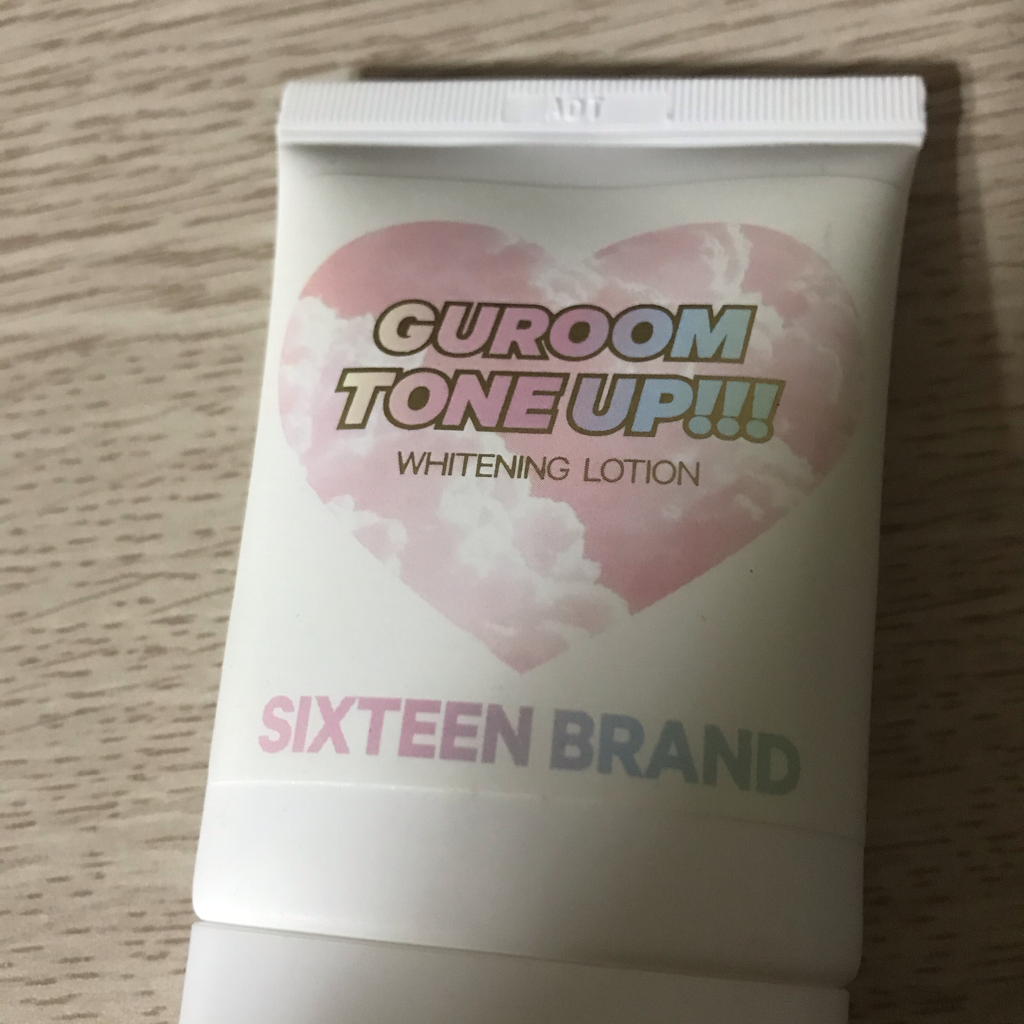 GUROOM
TONE UP!!!
WHITENING LOTION
SIXTEEN BRAND